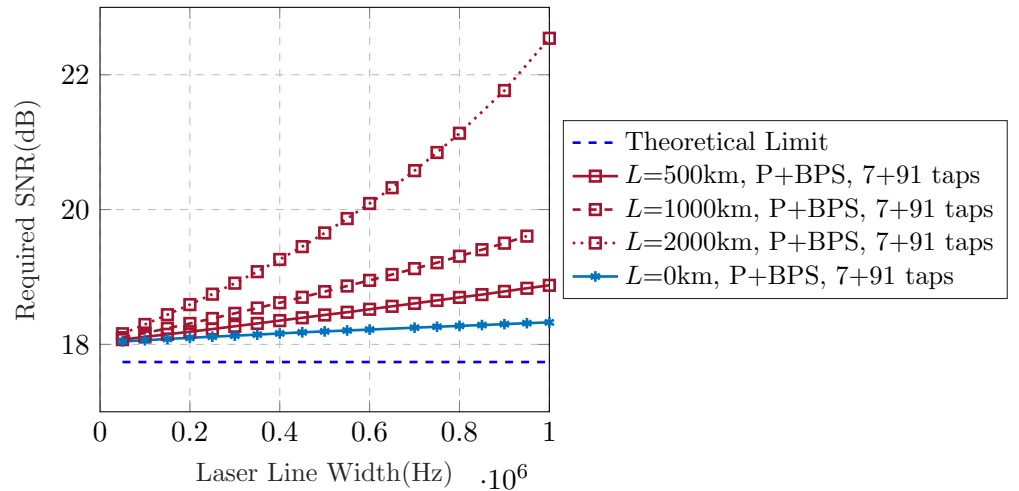 22
20
18
Required SNR(dB)
0
0.2
0.4
0.6
0.8
1
Laser Line Width(Hz)
·10⁶
Theoretical Limit
L=500km, P+BPS, 7+91 taps
L=1000km, P+BPS, 7+91 taps
L=2000km, P+BPS, 7+91 taps
L=0km, P+BPS, 7+91 taps